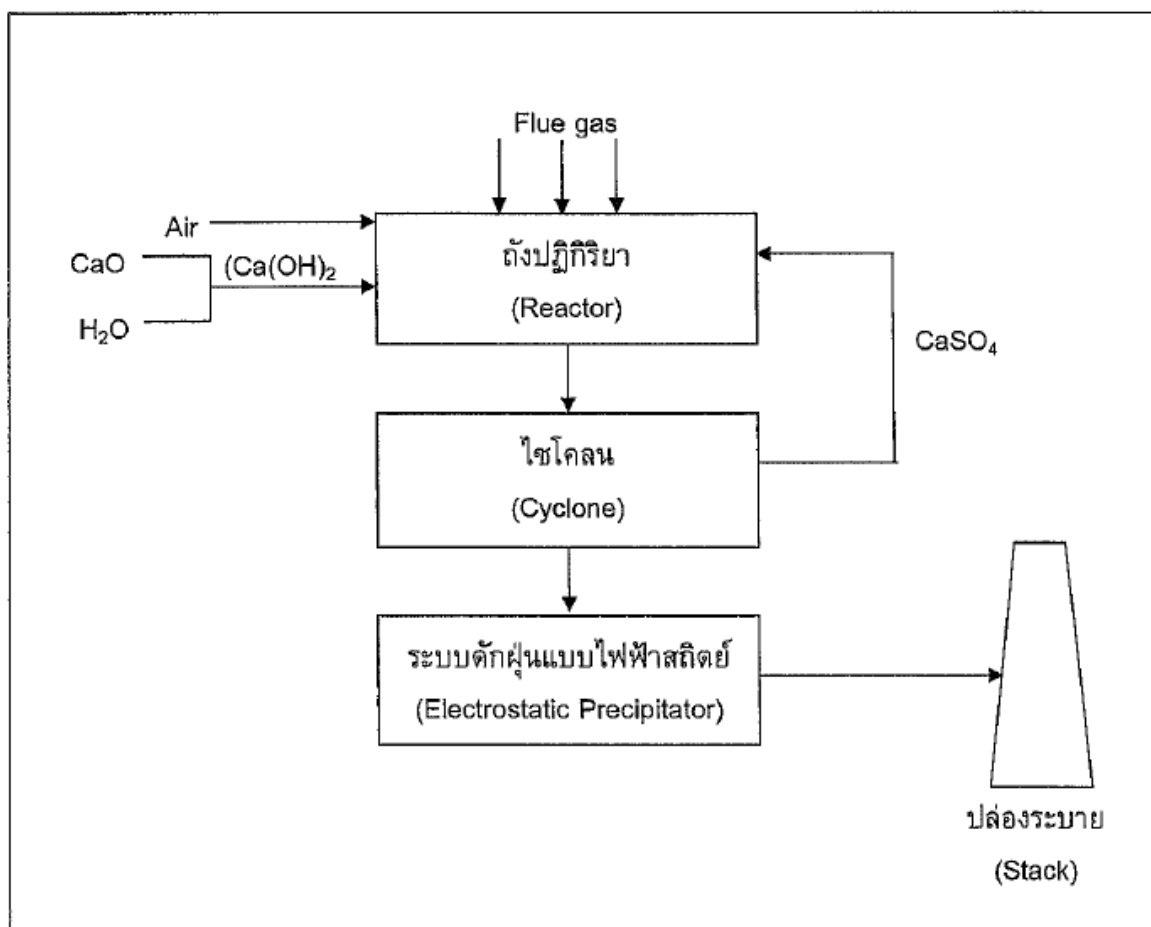 Flue gas
Air
CaO
(Ca(OH)₂
H₂O
ถังปฏิกิริยา
(Reactor)
CaSO₄
ไซโคลน
(Cyclone)
ระบบดักฝุ่นแบบไฟฟ้าสถิตย์
(Electrostatic Precipitator)
ปล่องระบาย
(Stack)